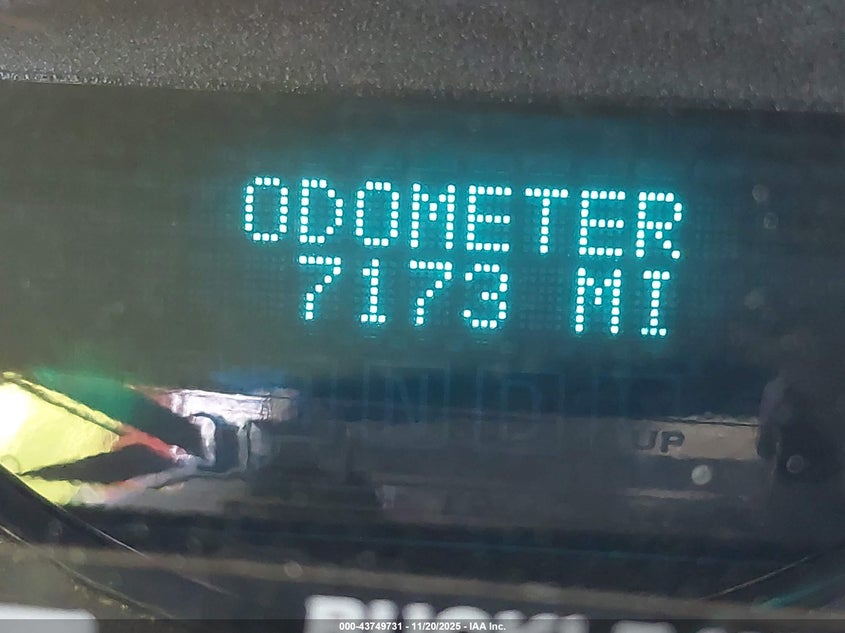 ODOMETER
7173 MI
UP
000-43749731 - 11/20/2025 - IAA Inc.